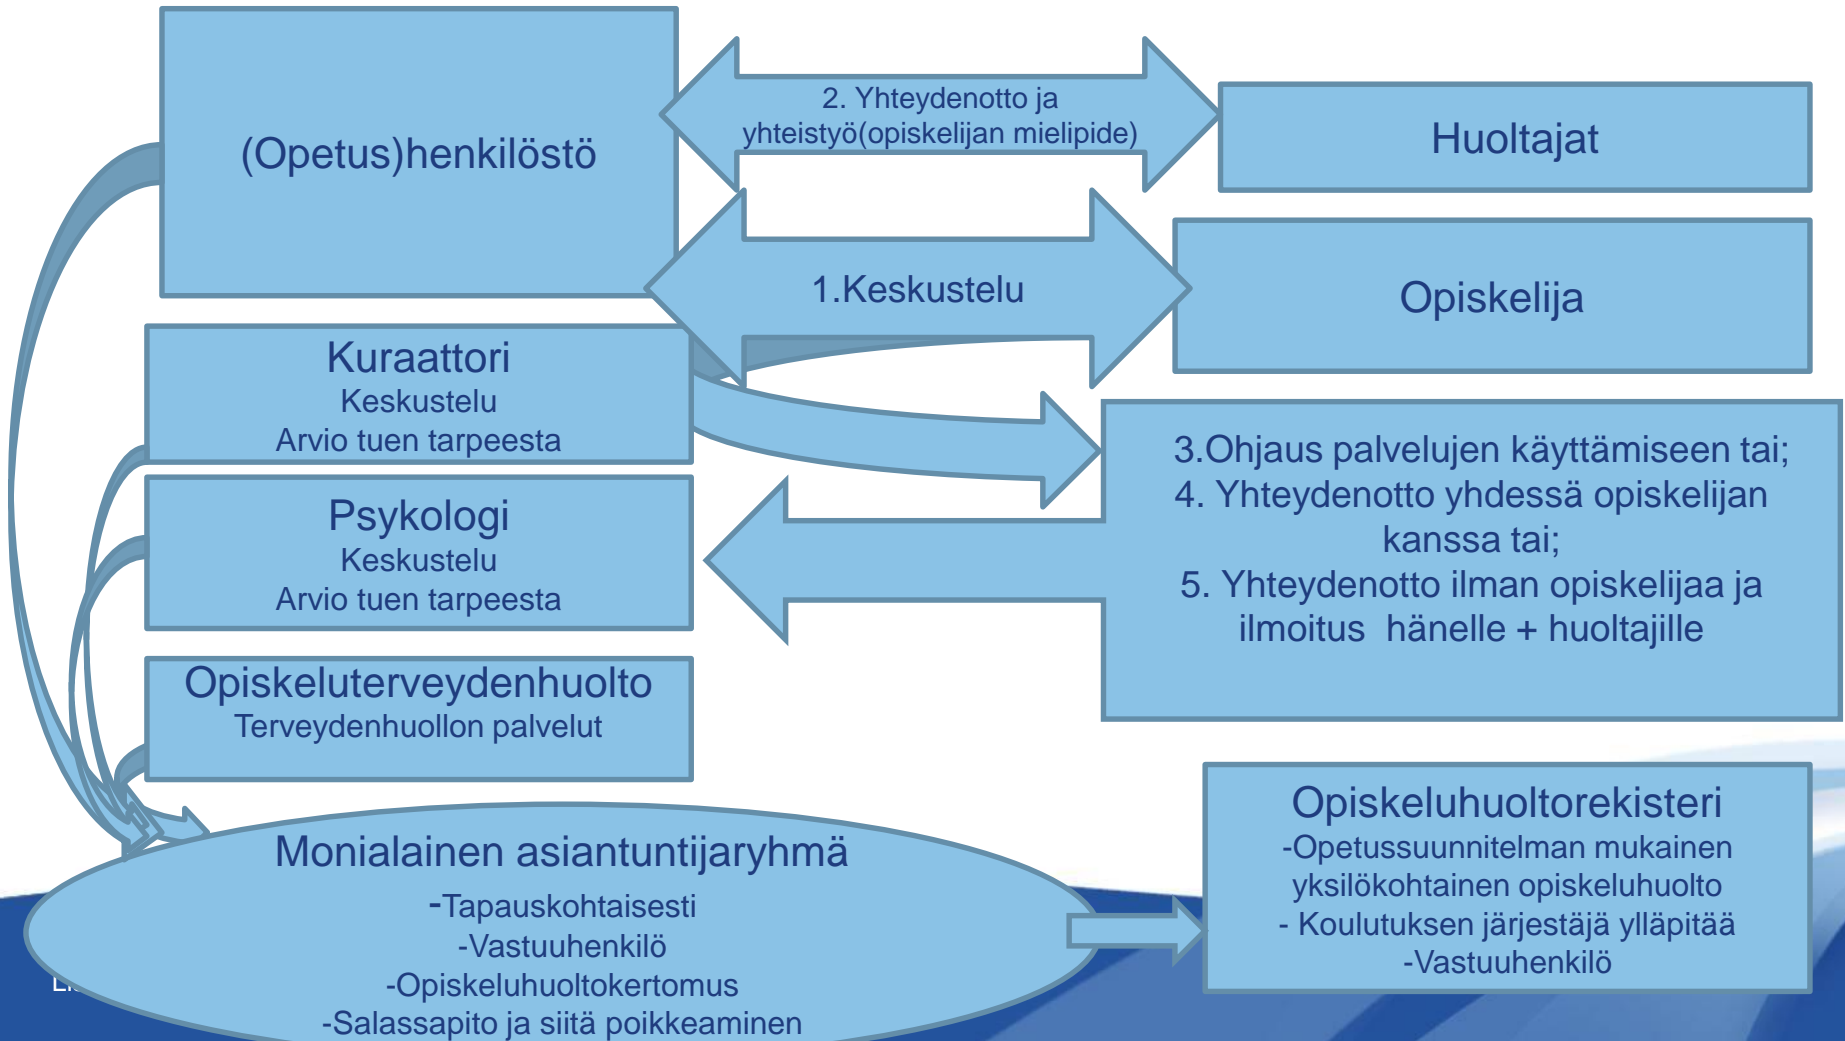 (Opetus)henkilöstö
2. Yhteydenotto ja
yhteistyö(opiskelijan mielipide)
Huoltajat
1.Keskustelu
Opiskelija
Kuraattori
Keskustelu
Arvio tuen tarpeesta
Psykologi
Keskustelu
Arvio tuen tarpeesta
3.Ohjaus palvelujen käyttämiseen tai;
4. Yhteydenotto yhdessä opiskelijan
kanssa tai;
5. Yhteydenotto ilman opiskelijaa ja
ilmoitus hänelle + huoltajille
Opiskeluterveydenhuolto
Terveydenhuollon palvelut
Monialainen asiantuntijaryhmä
-Tapauskohtaisesti
-Vastuuhenkilö
-Opiskeluhuoltokertomus
-Salassapito ja siitä poikkeaminen
Opiskeluhuoltorekisteri
-Opetussuunnitelman mukainen
yksilökohtainen opiskeluhuolto
- Koulutuksen järjestäjä ylläpitää
-Vastuuhenkilö